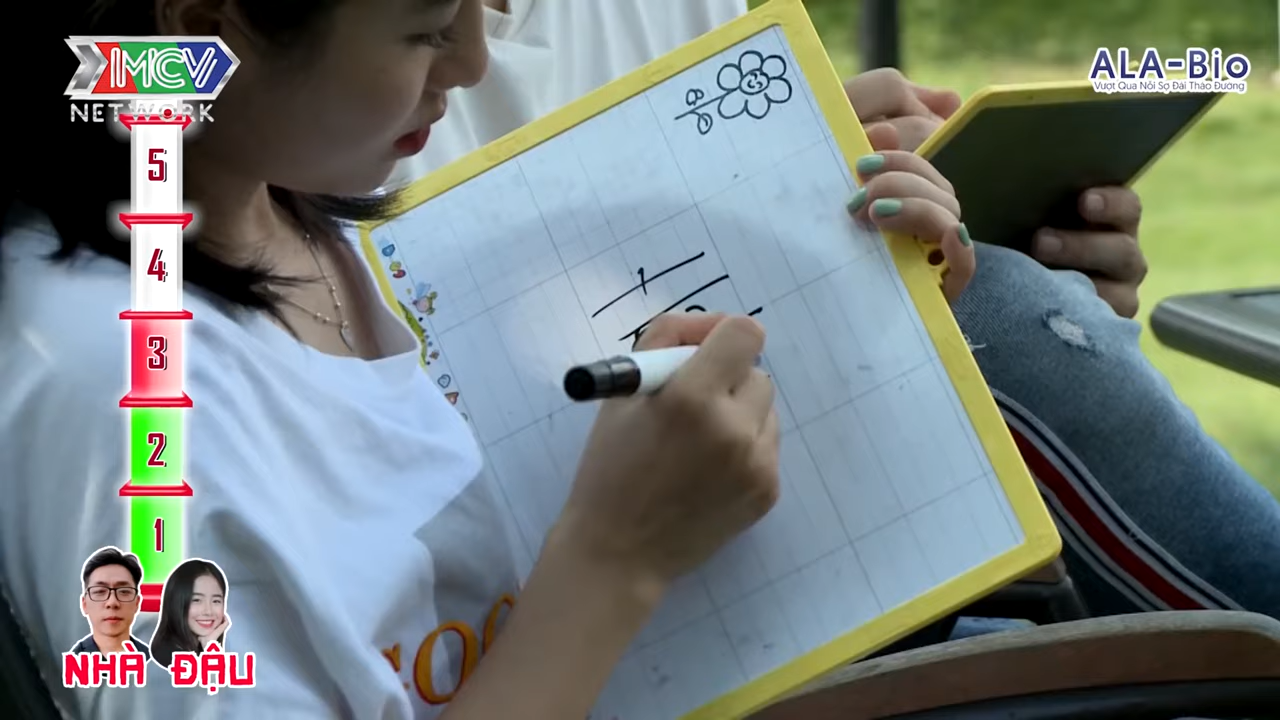 MCV
NETWORK
ALA-Bio
Vượt Qua Nỗi Sợ Đái Tháo Đường
5
4
3
2
1
NHÀ ĐẬU